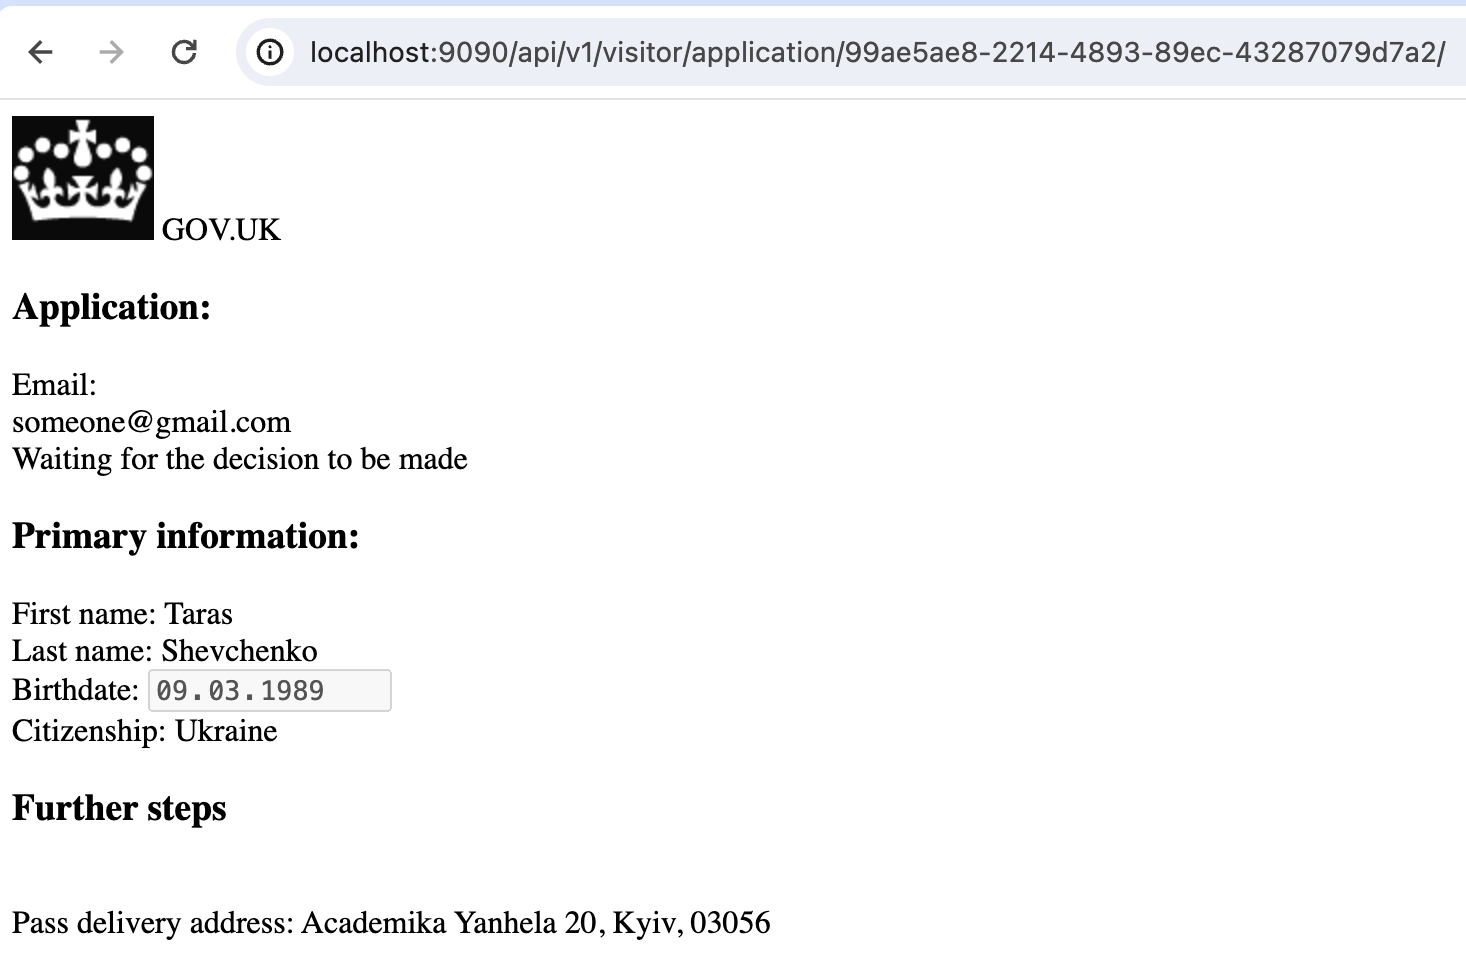 localhost:9090/api/v1/visitor/application/99ae5ae8-2214-4893-89ec-43287079d7a2/
GOV.UK
Application:
Email:
someone@gmail.com
Waiting for the decision to be made
Primary information:
First name: Taras
Last name: Shevchenko
Birthdate: 09.03.1989
Citizenship: Ukraine
Further steps
Pass delivery address: Academika Yanhela 20, Kyiv, 03056